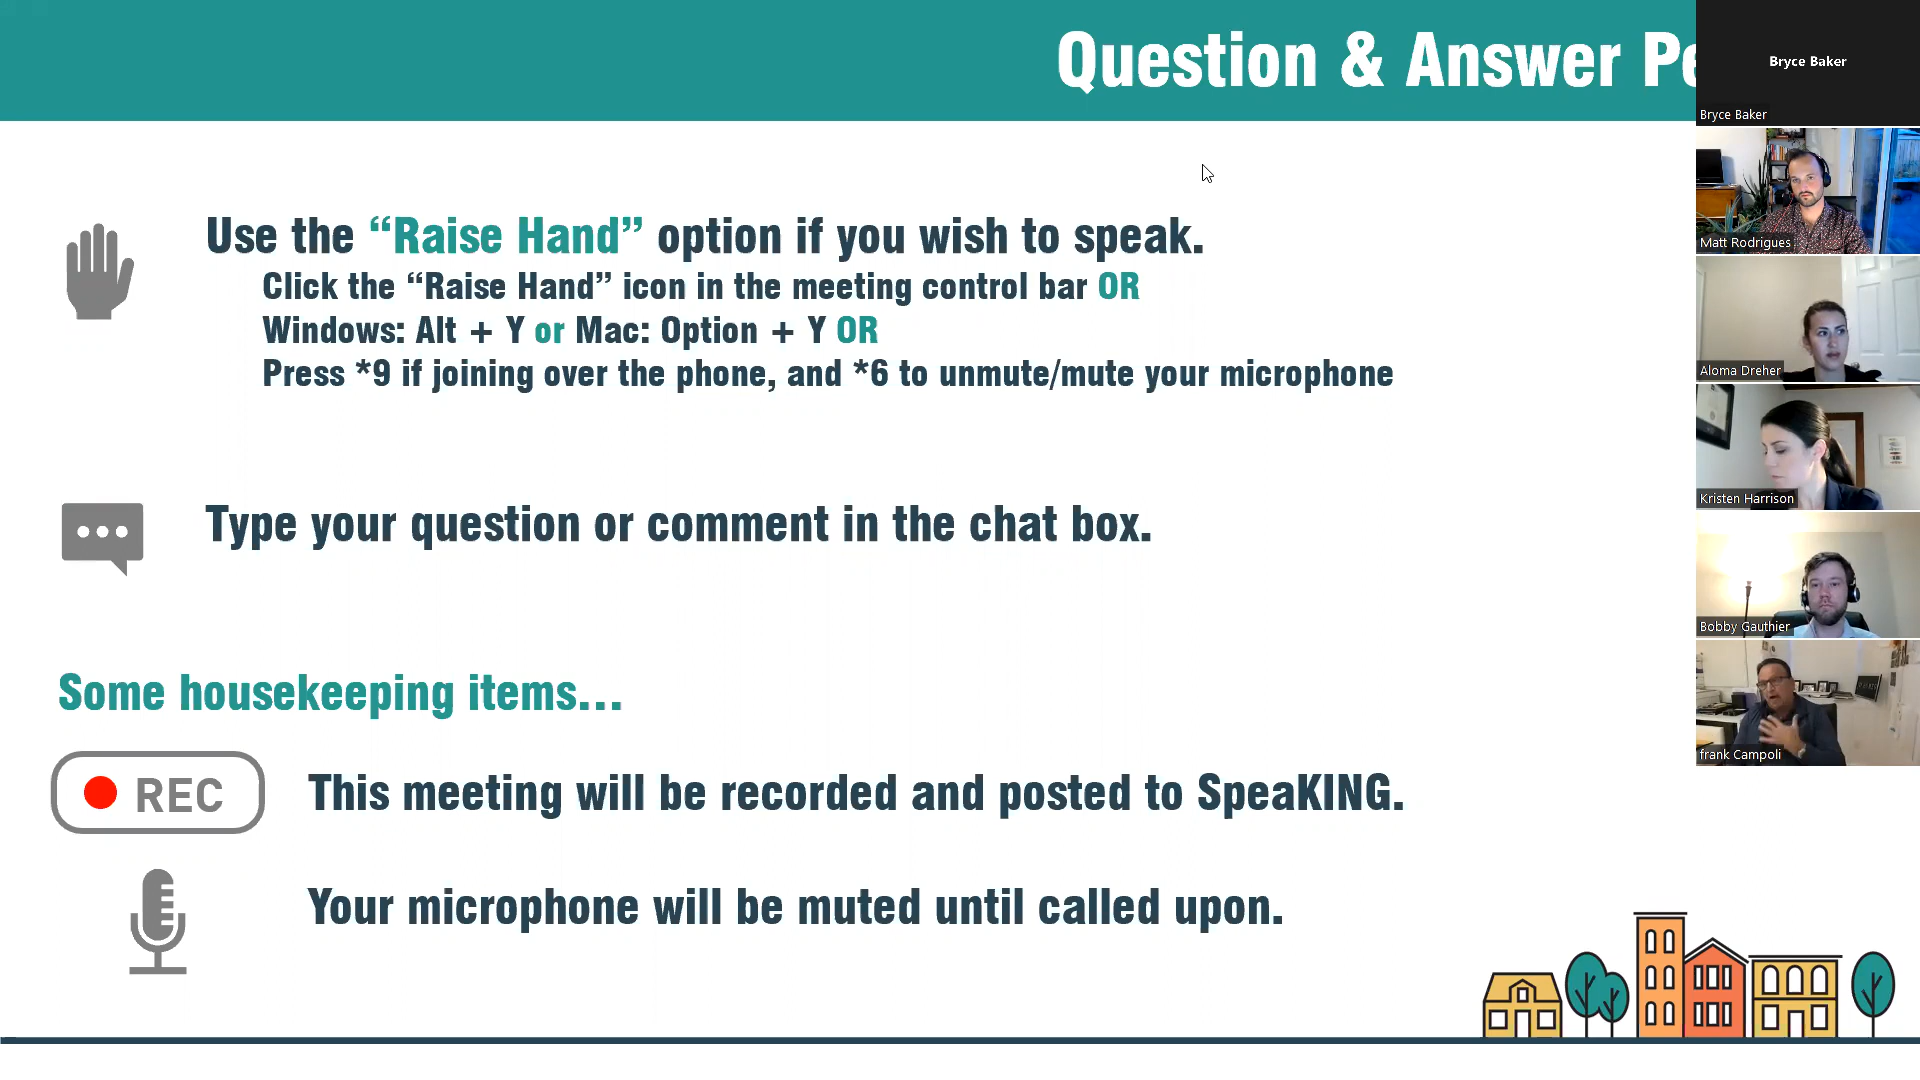 Question & Answer Pe
Use the “Raise Hand” option if you wish to speak.
Click the “Raise Hand” icon in the meeting control bar OR
Windows: Alt + Y or Mac: Option + Y OR
Press *9 if joining over the phone, and *6 to unmute/mute your microphone
Type your question or comment in the chat box.
Some housekeeping items...
REC
This meeting will be recorded and posted to SpeaKING.
Your microphone will be muted until called upon.
Bryce Baker
Bryce Baker
Matt Rodrigues
Aloma Dreher
Kristen Harrison
Bobby Gauthier
frank Campoli